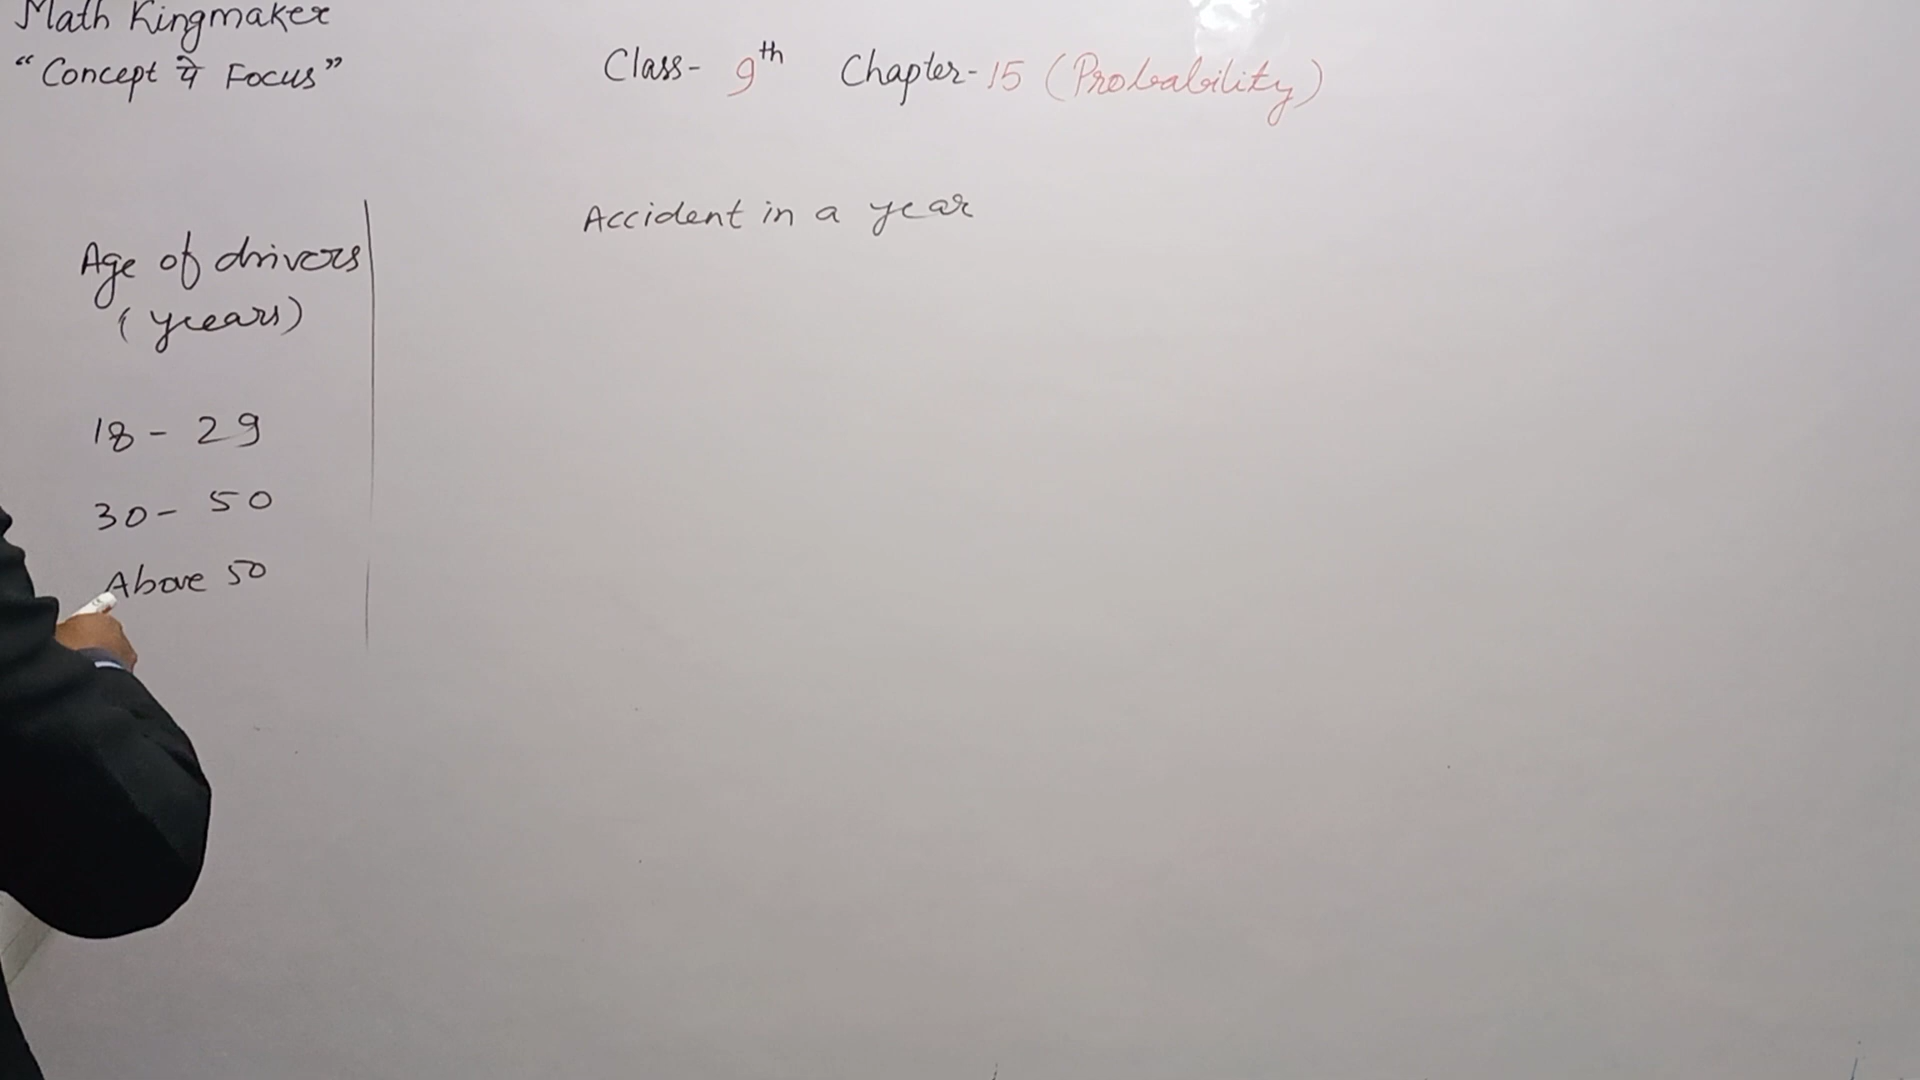 Math Kingmaker
"Concept पे Focus"
Class- 9th Chapter-15 (Probability)
Accident in a year
Age of drivers
(years)
18 - 29
30 - 50
Above 50